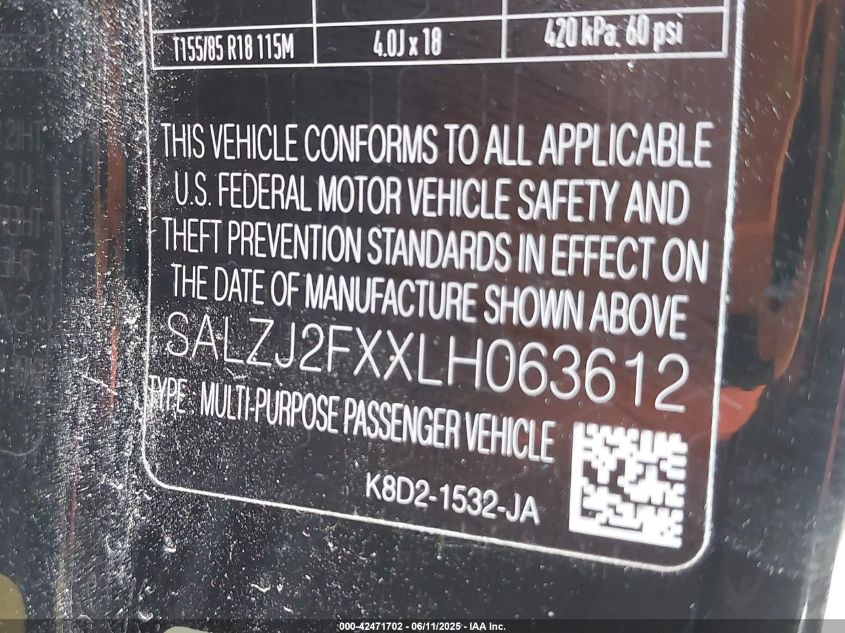 T155/85 R18 115M 4.0J x 18 420 kPa. 60 psi
THIS VEHICLE CONFORMS TO ALL APPLICABLE
U.S. FEDERAL MOTOR VEHICLE SAFETY AND
THEFT PREVENTION STANDARDS IN EFFECT ON
THE DATE OF MANUFACTURE SHOWN ABOVE
SALZJ2FXXLH063612
TYPE : MULTI-PURPOSE PASSENGER VEHICLE
K8D2-1532-JA
000-42471702 - 06/11/2025 - IAA Inc.